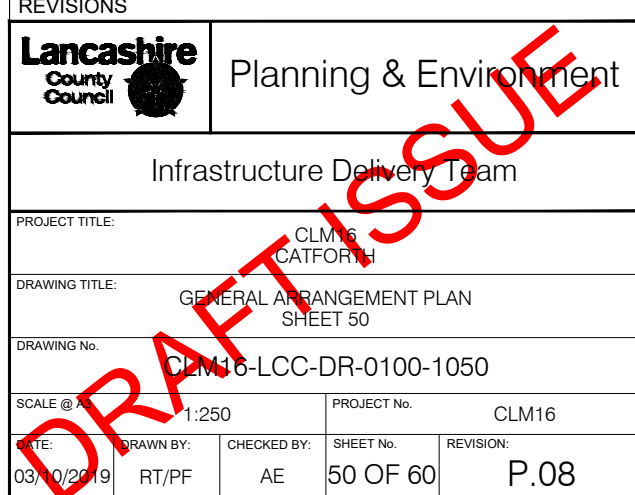 REVISIONS
Lancashire
County
Council
Planning & Environment
Infrastructure Delivery Team
PROJECT TITLE:
CLM16
CATFORTH
DRAWING TITLE:
GENERAL ARRANGEMENT PLAN
SHEET 50
DRAWING No.
CLM16-LCC-DR-0100-1050
SCALE @ A3
1:250
PROJECT No.
CLM16
DATE:
DRAWN BY:
CHECKED BY:
SHEET No.
REVISION:
03/10/2019
RT/PF
AE
50 OF 60
P.08
DRAFT ISSUE